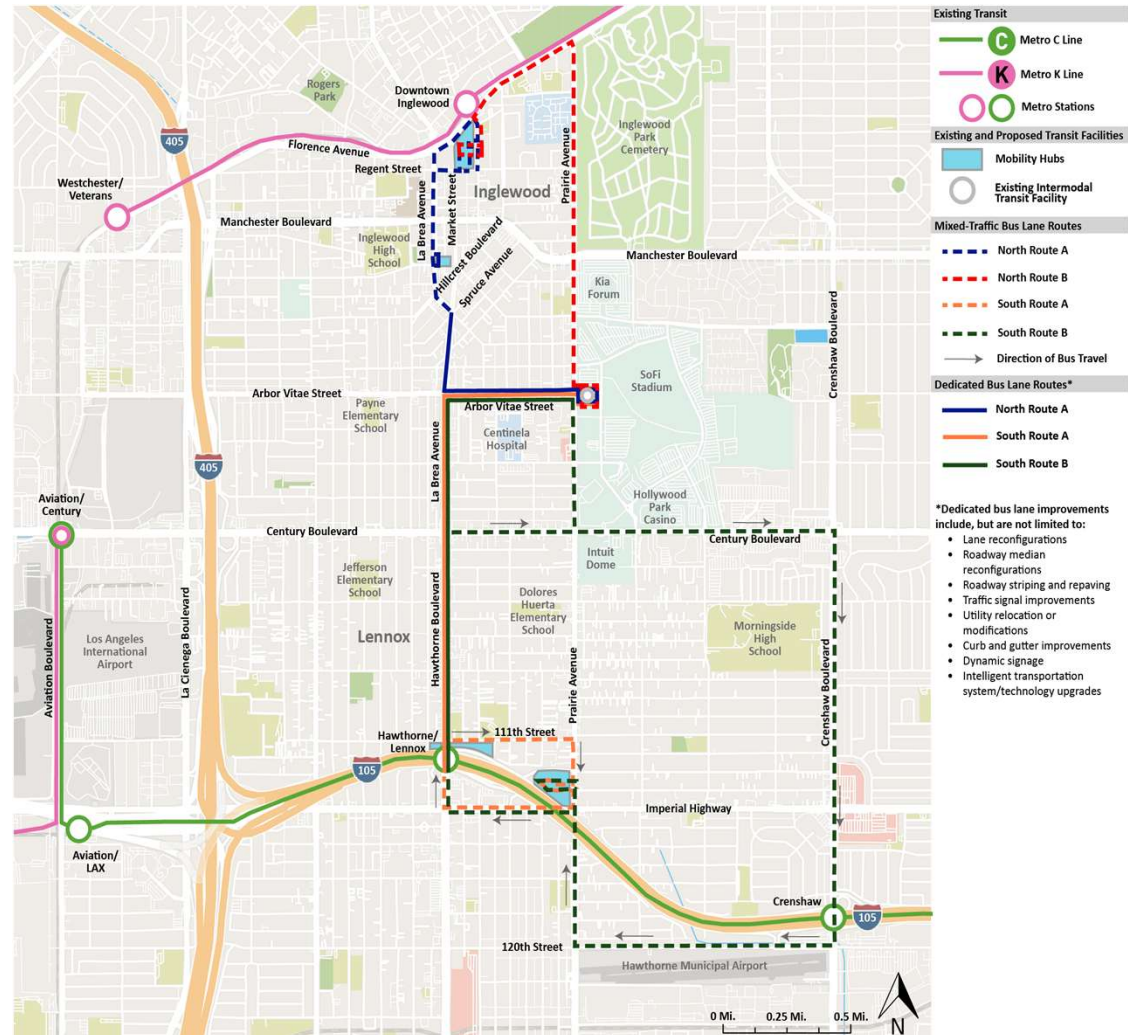 405
Rogers
Park
Downtown
Inglewood
Florence Avenue
Regent Street
Westchester/
Veterans
Market Street
Inglewood
Prairie Avenue
Inglewood
Park
Cemetery
Manchester Boulevard
La Brea Avenue
Inglewood
High
School
Hillcrest Boulevard
Spruce Avenue
Manchester Boulevard
Kia
Forum
Crenshaw Boulevard
SoFi
Stadium
Arbor Vitae Street
Arbor Vitae Street
Payne
Elementary
School
Centinela
Hospital
La Brea Avenue
405
Aviation/
Century
Hollywood
Park
Casino
Century Boulevard
Century Boulevard
Intuit
Dome
Jefferson
Elementary
School
Dolores
Huerta
Elementary
School
Morningside
High
School
Los Angeles
International
Airport
Lennox
Aviation Boulevard
La Cienega Boulevard
Hawthorne Boulevard
Prairie Avenue
Crenshaw Boulevard
Hawthorne/
Lennox
111th Street
105
Imperial Highway
Aviation/
LAX
Crenshaw
105
120th Street
Hawthorne Municipal Airport
0 Mi.
0.25 Mi.
0.5 Mi.
N
Existing Transit
C
Metro C Line
K
Metro K Line
Metro Stations
Existing and Proposed Transit Facilities
Mobility Hubs
Existing Intermodal
Transit Facility
Mixed-Traffic Bus Lane Routes
North Route A
North Route B
South Route A
South Route B
Direction of Bus Travel
Dedicated Bus Lane Routes*
North Route A
South Route A
South Route B
*Dedicated bus lane improvements
include, but are not limited to:
• Lane reconfigurations
• Roadway median
reconfigurations
• Roadway striping and repaving
• Traffic signal improvements
• Utility relocation or
modifications
• Curb and gutter improvements
• Dynamic signage
• Intelligent transportation
system/technology upgrades